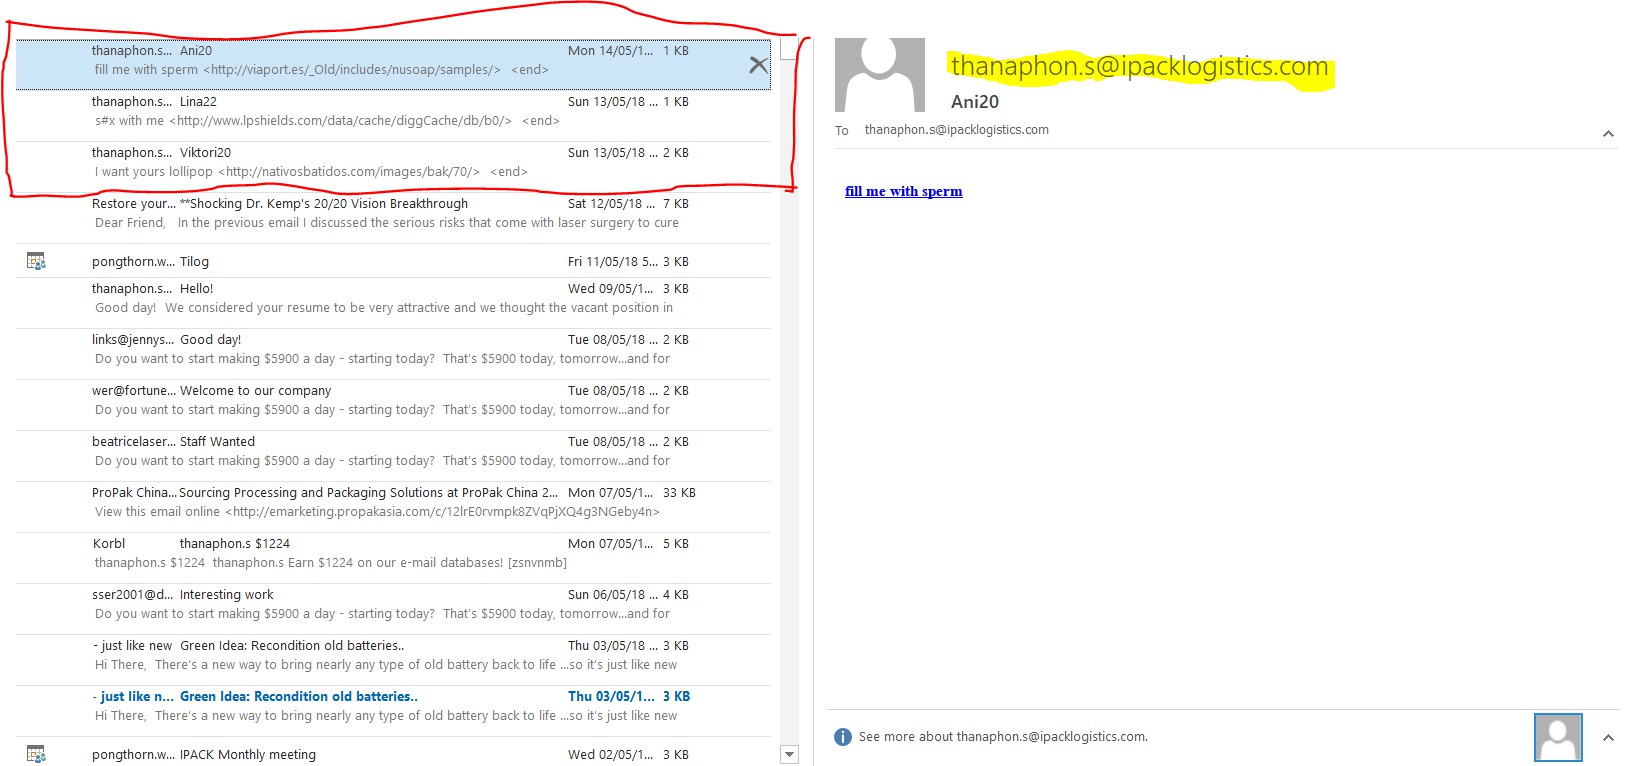 thanaphon.s... Ani20 Mon 14/05/1... 1 KB
fill me with sperm <http://viaport.es/_Old/includes/nusoap/samples/> <end>
thanaphon.s... Lina22 Sun 13/05/18 ... 1 KB
s#x with me <http://www.lpshields.com/data/cache/diggCache/db/b0/> <end>
thanaphon.s... Viktori20 Sun 13/05/18 ... 2 KB
I want yours lollipop <http://nativosbatidos.com/images/bak/70/> <end>
Restore your... **Shocking Dr. Kemp's 20/20 Vision Breakthrough Sat 12/05/18 ... 7 KB
Dear Friend, In the previous email I discussed the serious risks that come with laser surgery to cure
pongthorn.w... Tilog Fri 11/05/18 5... 3 KB
thanaphon.s... Hello! Wed 09/05/1... 3 KB
Good day! We considered your resume to be very attractive and we thought the vacant position in
links@jennys... Good day! Tue 08/05/18 ... 2 KB
Do you want to start making $5900 a day - starting today? That's $5900 today, tomorrow...and for
wer@fortune... Welcome to our company Tue 08/05/18 ... 2 KB
Do you want to start making $5900 a day - starting today? That's $5900 today, tomorrow...and for
beatricelaser... Staff Wanted Tue 08/05/18 ... 2 KB
Do you want to start making $5900 a day - starting today? That's $5900 today, tomorrow...and for
ProPak China... Sourcing Processing and Packaging Solutions at ProPak China 2... Mon 07/05/1... 33 KB
View this email online <http://emarketing.propakasia.com/c/12lrE0rvmpk8ZVqPjXQ4g3NGeby4n>
Korbl thanaphon.s $1224 Mon 07/05/1... 5 KB
thanaphon.s $1224 thanaphon.s Earn $1224 on our e-mail databases! [zsnvnmb]
sser2001@d... Interesting work Sun 06/05/18 ... 4 KB
Do you want to start making $5900 a day - starting today? That's $5900 today, tomorrow...and for
- just like new Green Idea: Recondition old batteries.. Thu 03/05/18 ... 3 KB
Hi There, There's a new way to bring nearly any type of old battery back to life ...so it's just like new
- just like n... Green Idea: Recondition old batteries.. Thu 03/05/1... 3 KB
Hi There, There's a new way to bring nearly any type of old battery back to life ...so it's just like new
pongthorn.w... IPACK Monthly meeting Wed 02/05/1... 3 KB
thanaphon.s@ipacklogistics.com
Ani20
To thanaphon.s@ipacklogistics.com
fill me with sperm
See more about thanaphon.s@ipacklogistics.com.